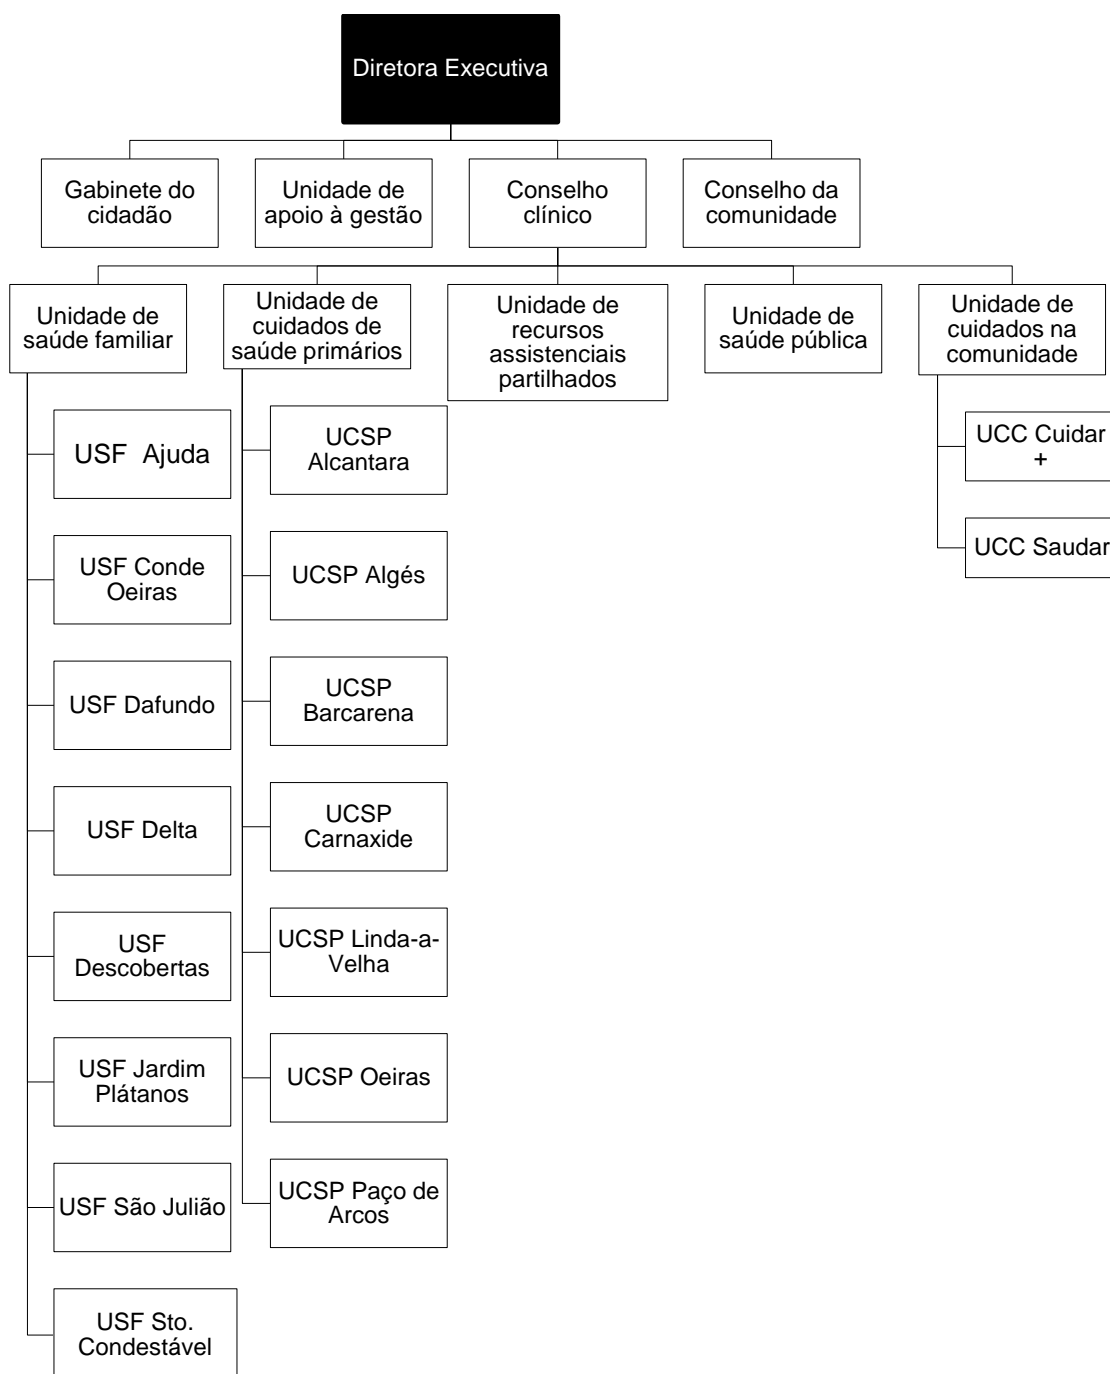 Diretora Executiva
Gabinete do
cidadão
Unidade de
apoio à gestão
Conselho
clínico
Conselho da
comunidade
Unidade de
saúde familiar
Unidade de
cuidados de
saúde primários
Unidade de
recursos
assistenciais
partilhados
Unidade de
saúde pública
Unidade de
cuidados na
comunidade
USF  Ajuda
USF Conde
Oeiras
USF Dafundo
USF Delta
USF
Descobertas
USF Jardim
Plátanos
USF São Julião
USF Sto.
Condestável
UCSP
Alcantara
UCSP Algés
UCSP
Barcarena
UCSP
Carnaxide
UCSP Linda-a-
Velha
UCSP Oeiras
UCSP Paço de
Arcos
UCC Cuidar
+
UCC Saudar